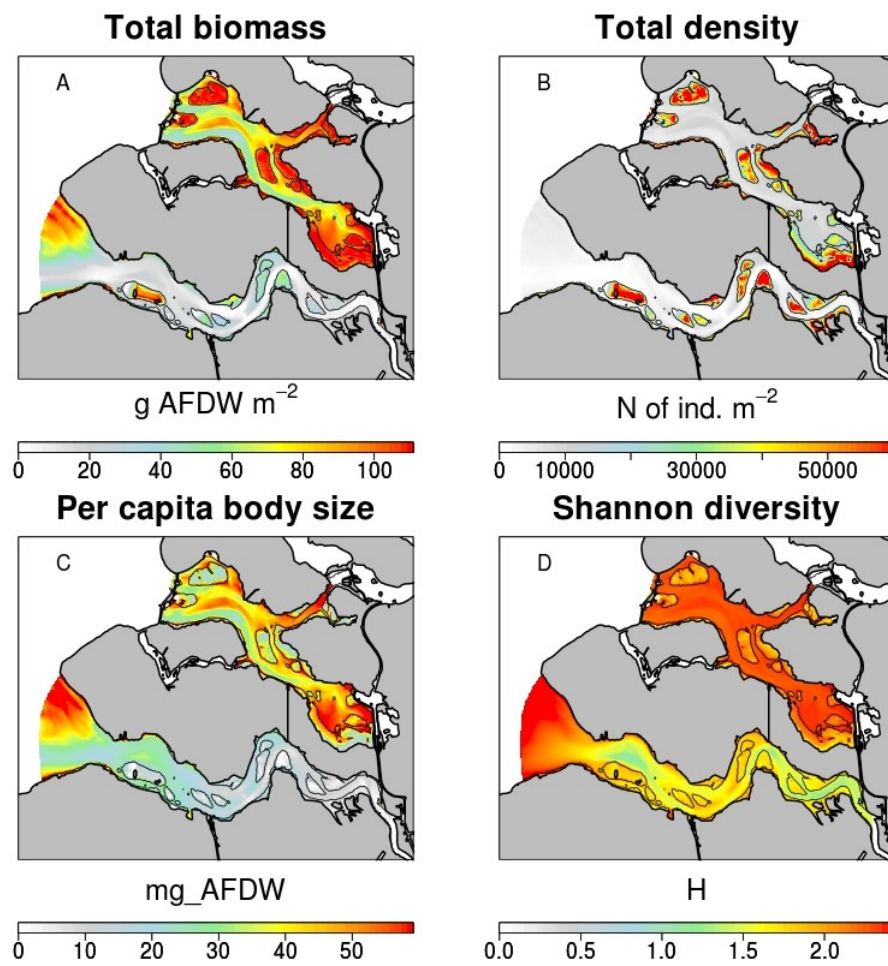 Total biomass
Total density
A
B
g AFDW m⁻²
N of ind. m⁻²
0 20 40 60 80 100
0 10000 30000 50000
Per capita body size
Shannon diversity
C
D
mg_AFDW
H
0 10 20 30 40 50
0.0 0.5 1.0 1.5 2.0